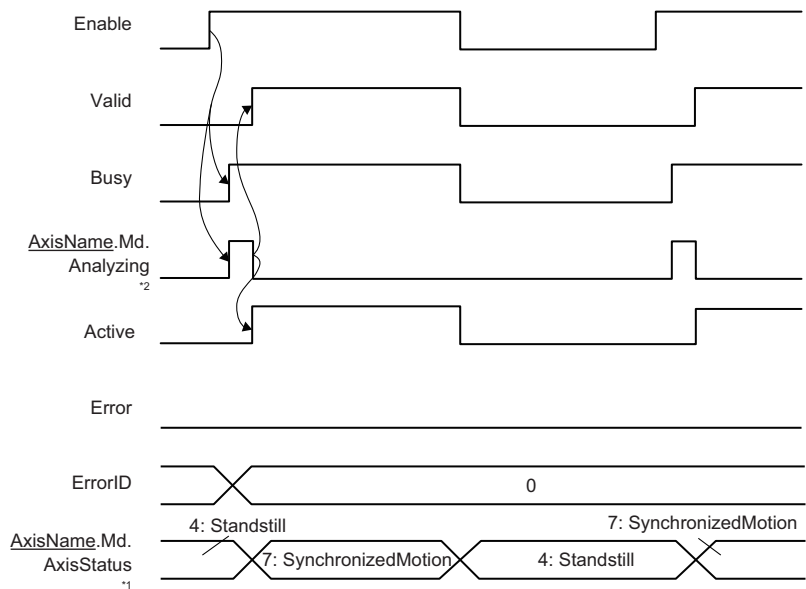 Enable
Valid
Busy
AxisName.Md.
Analyzing
*2
Active
Error
ErrorID
0
4: Standstill
7: SynchronizedMotion
AxisName.Md.
AxisStatus
*1
7: SynchronizedMotion
4: Standstill